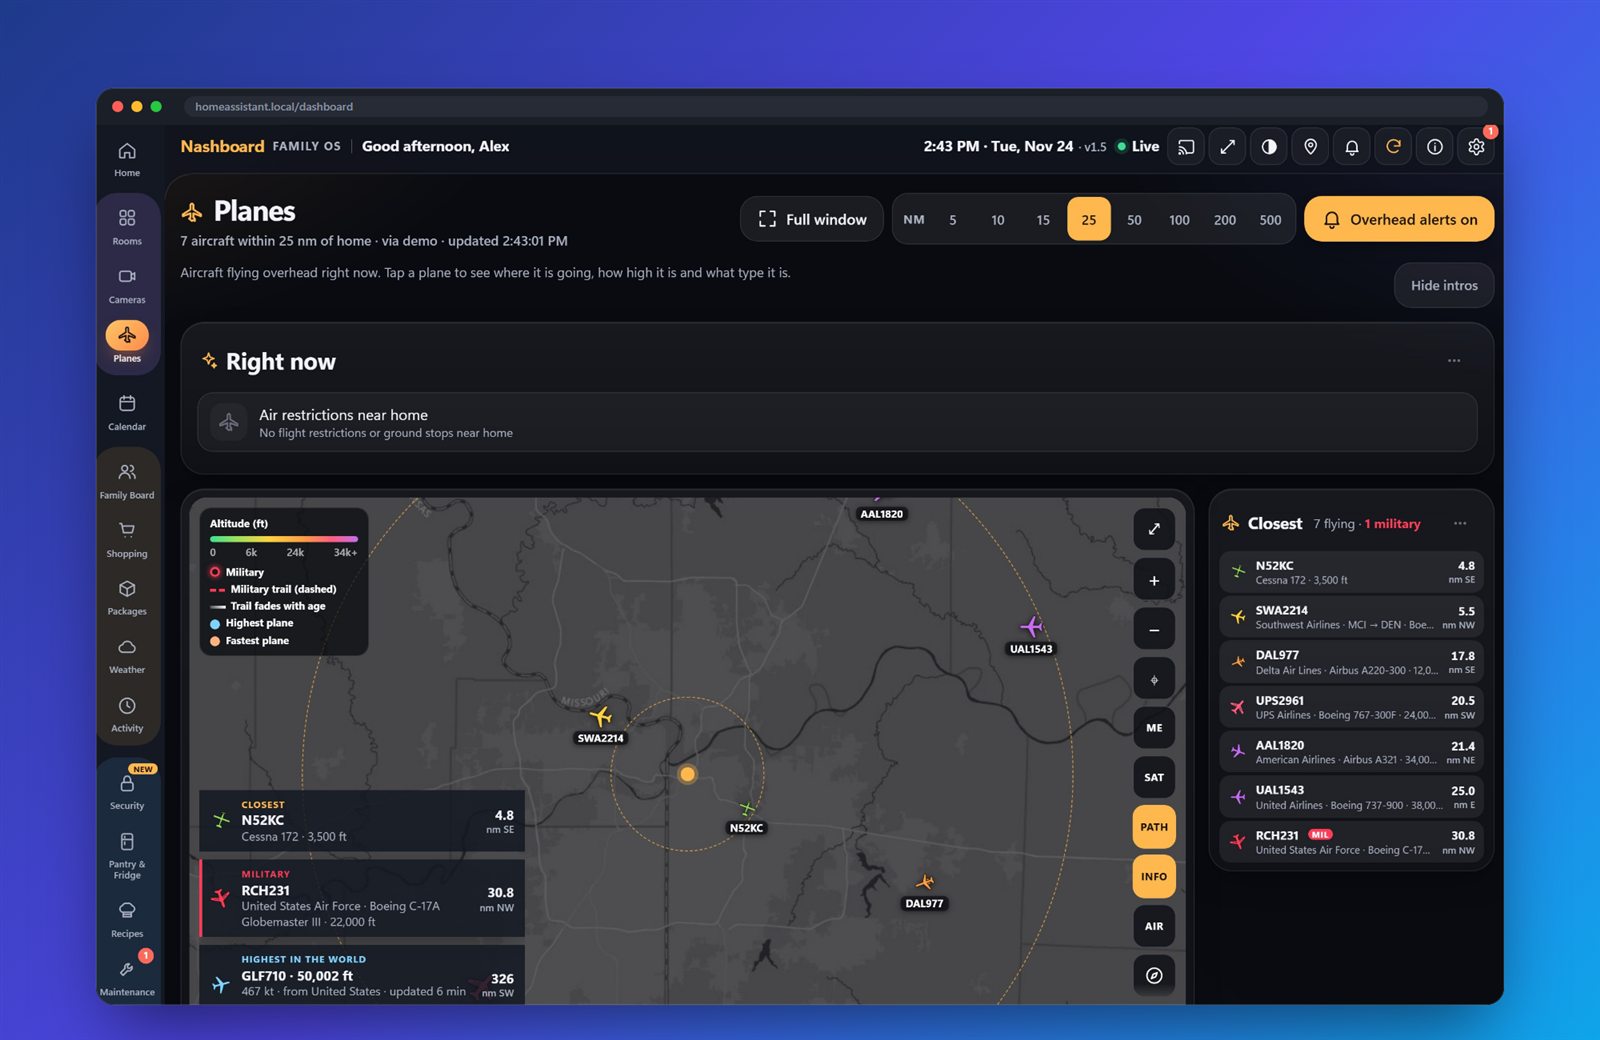 homeassistant.local/dashboard
Nashboard FAMILY OS Good afternoon, Alex
2:43 PM · Tue, Nov 24 · v1.5 Live
1
Home
Rooms
Cameras
Planes
Calendar
Family Board
Shopping
Packages
Weather
Activity
NEW
Security
Pantry &
Fridge
Recipes
1
Maintenance
Planes
7 aircraft within 25 nm of home · via demo · updated 2:43:01 PM
Full window
NM 5 10 15 25 50 100 200 500
Overhead alerts on
Aircraft flying overhead right now. Tap a plane to see where it is going, how high it is and what type it is.
Hide intros
Right now
Air restrictions near home
No flight restrictions or ground stops near home
Altitude (ft)
0 6k 24k 34k+
Military
Military trail (dashed)
Trail fades with age
Highest plane
Fastest plane
AAL1820
UAL1543
MISSOURI
SWA2214
N52KC
DAL977
CLOSEST
N52KC
Cessna 172 · 3,500 ft
4.8
nm SE
MILITARY
RCH231
United States Air Force · Boeing C-17A
Globemaster III · 22,000 ft
30.8
nm NW
HIGHEST IN THE WORLD
GLF710 · 50,002 ft
467 kt · from United States · updated 6 min
326
nm SW
+
−
ME
SAT
PATH
INFO
AIR
Closest 7 flying · 1 military
N52KC 4.8
Cessna 172 · 3,500 ft nm SE
SWA2214 5.5
Southwest Airlines · MCI → DEN · Boe... nm NW
DAL977 17.8
Delta Air Lines · Airbus A220-300 · 12,0... nm SE
UPS2961 20.5
UPS Airlines · Boeing 767-300F · 24,00... nm SW
AAL1820 21.4
American Airlines · Airbus A321 · 34,00... nm NE
UAL1543 25.0
United Airlines · Boeing 737-900 · 38,00... nm E
RCH231 MIL 30.8
United States Air Force · Boeing C-17... nm NW